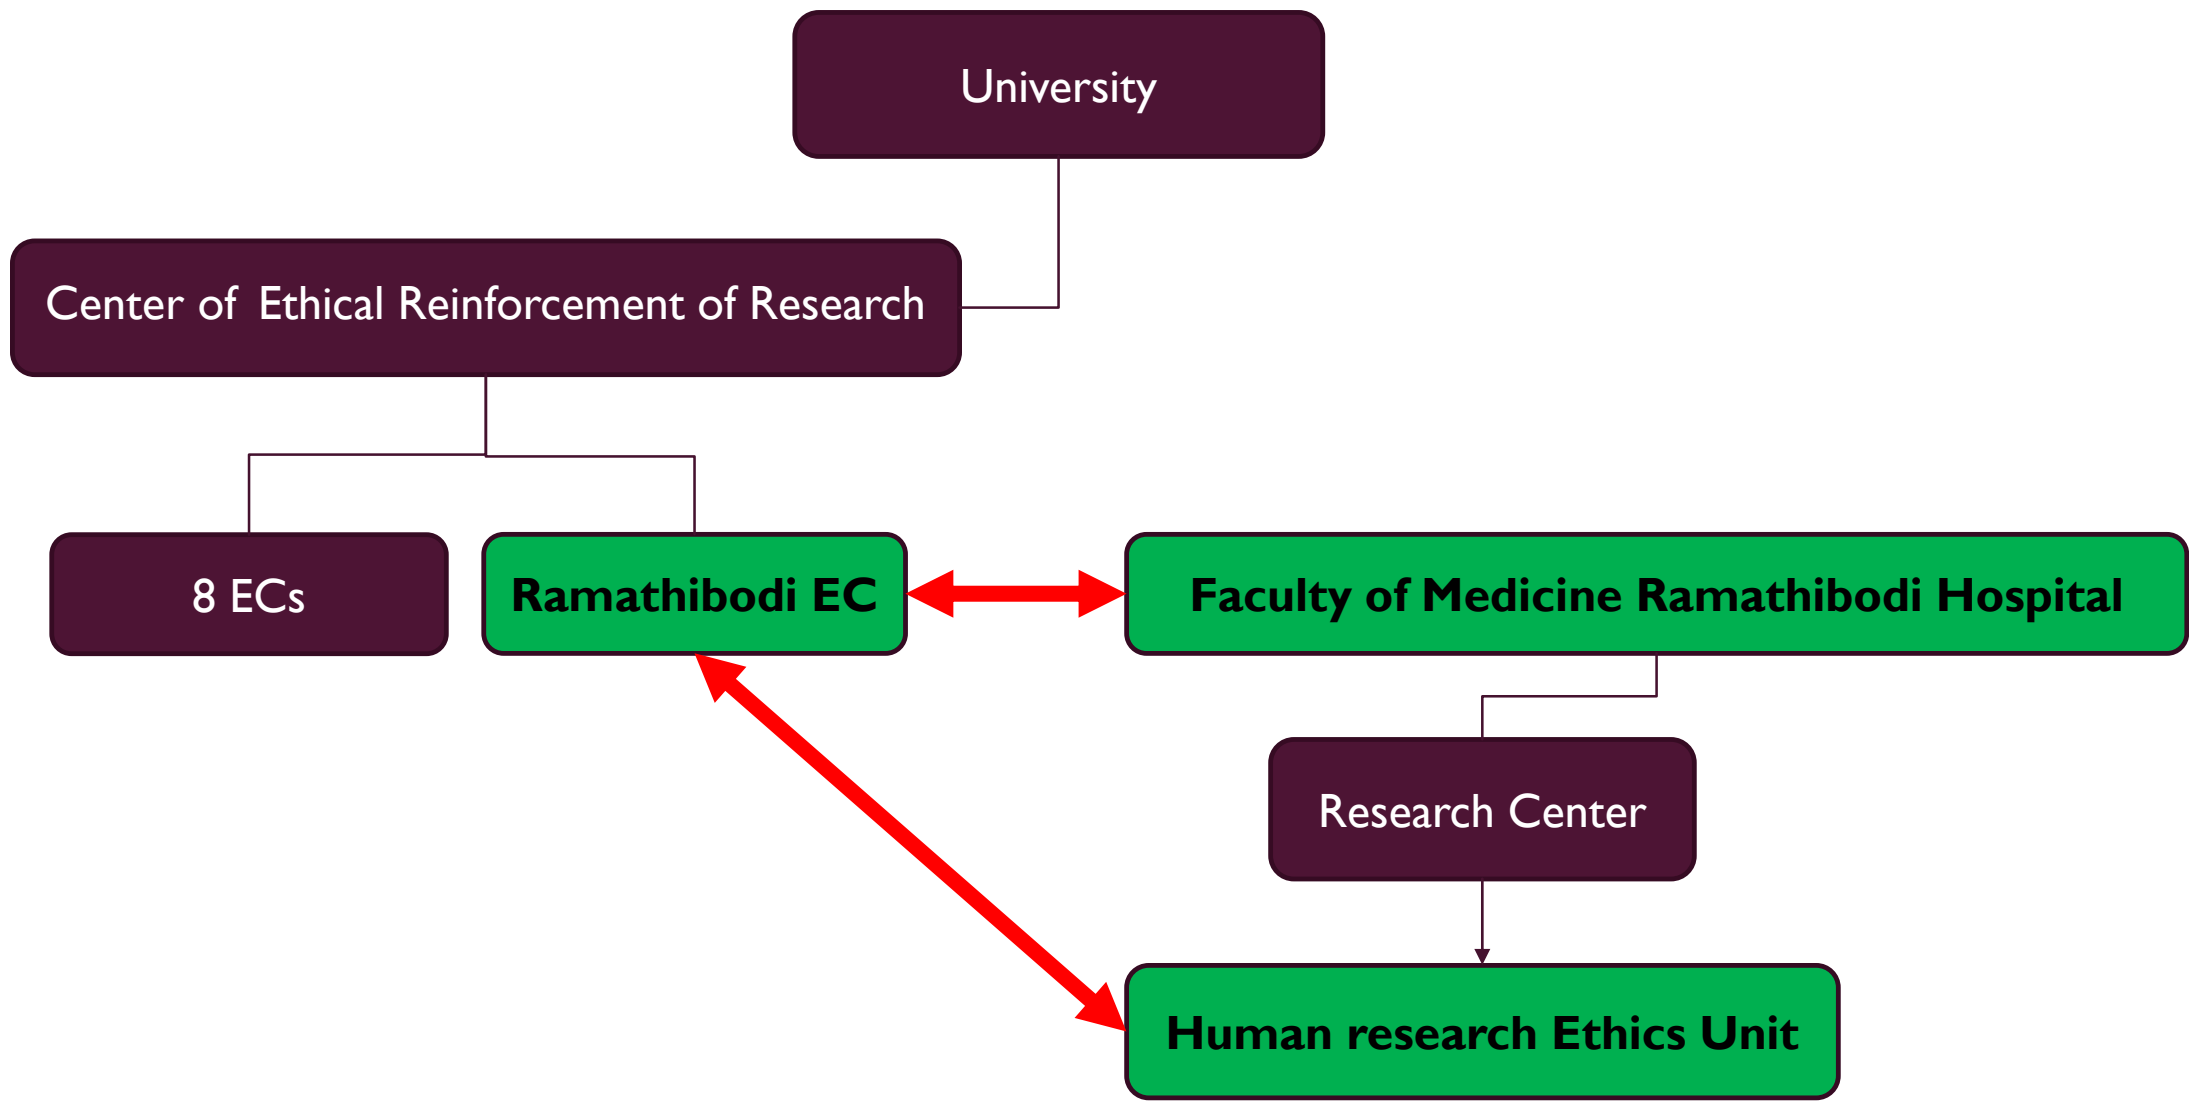 University
Center of Ethical Reinforcement of Research
8 ECs
Ramathibodi EC
Faculty of Medicine Ramathibodi Hospital
Research Center
Human research Ethics Unit